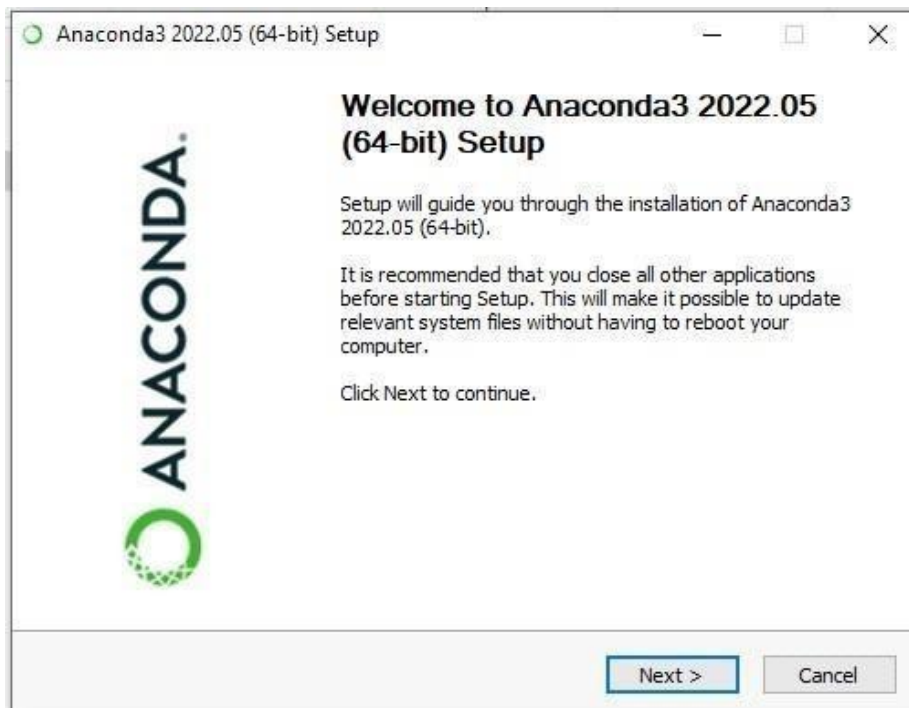 Anaconda3 2022.05 (64-bit) Setup
ANACONDA.
Welcome to Anaconda3 2022.05
(64-bit) Setup
Setup will guide you through the installation of Anaconda3
2022.05 (64-bit).
It is recommended that you close all other applications
before starting Setup. This will make it possible to update
relevant system files without having to reboot your
computer.
Click Next to continue.
Next >
Cancel